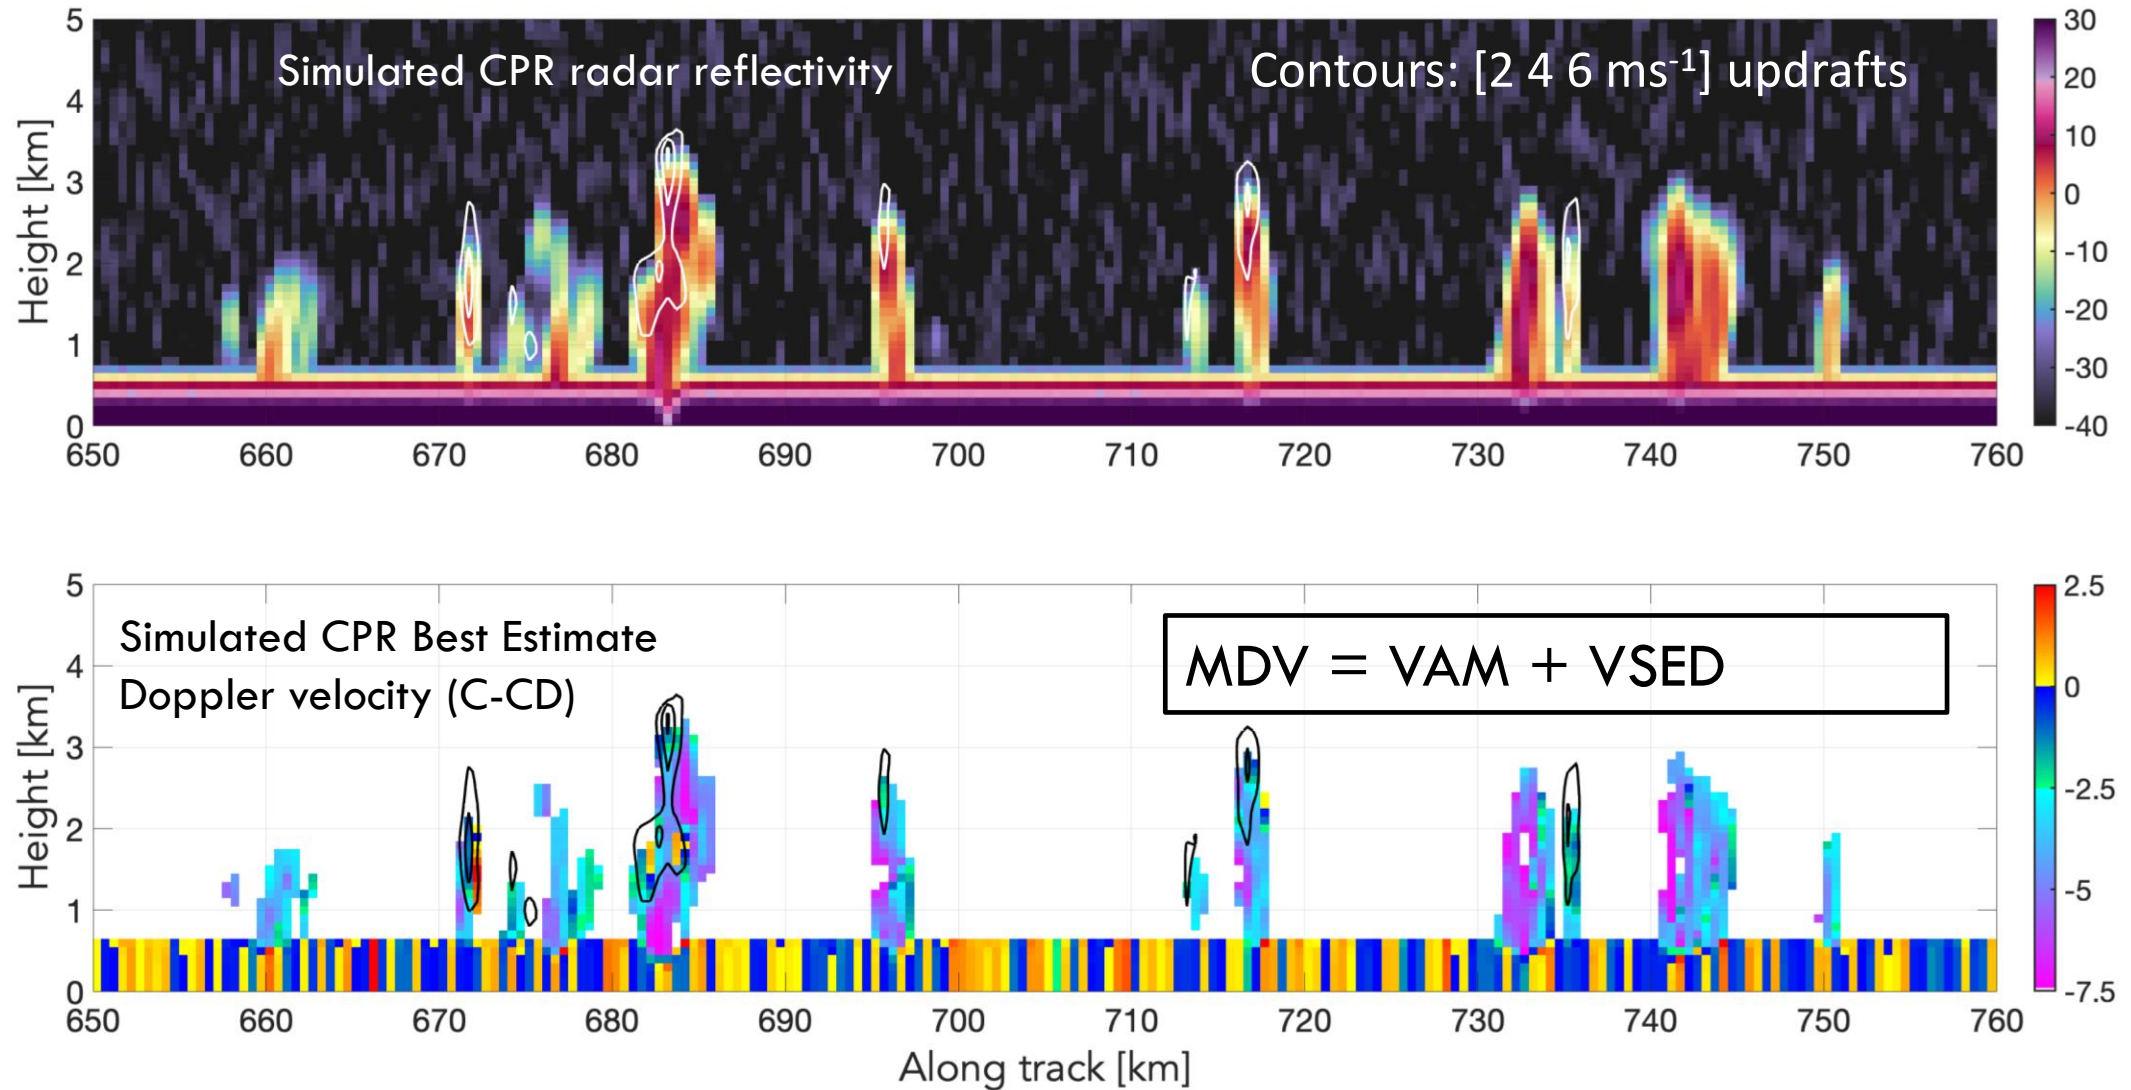 Simulated CPR radar reflectivity
Contours: [2 4 6 ms⁻¹] updrafts
Height [km]
5
4
3
2
1
0
650 660 670 680 690 700 710 720 730 740 750 760
30
20
10
0
-10
-20
-30
-40
Simulated CPR Best Estimate
Doppler velocity (C-CD)
MDV = VAM + VSED
Height [km]
5
4
3
2
1
0
650 660 670 680 690 700 710 720 730 740 750 760
Along track [km]
2.5
0
-2.5
-5
-7.5